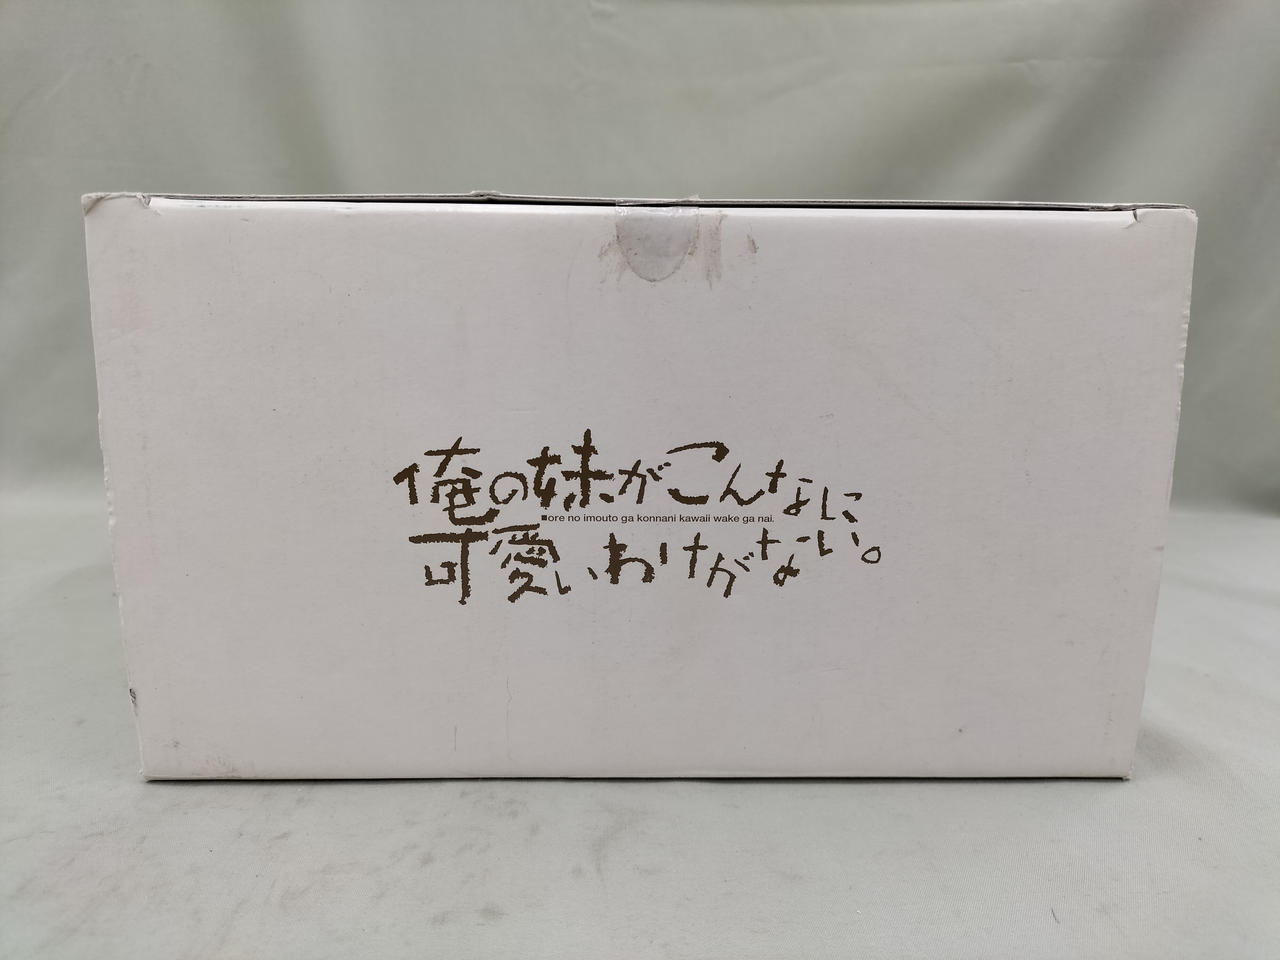 俺の妹がこんなに
■ore no imouto ga konnani kawaii wake ga nai.
可愛いわけがない。